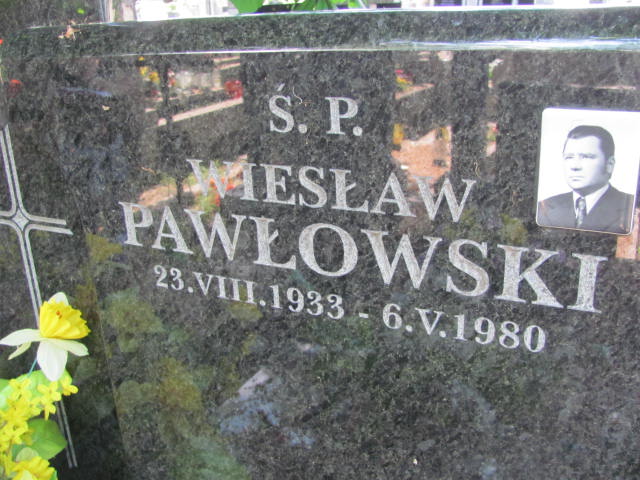 Ś. P.
WIESŁAW
PAWŁOWSKI
23.VIII.1933 - 6.V.1980